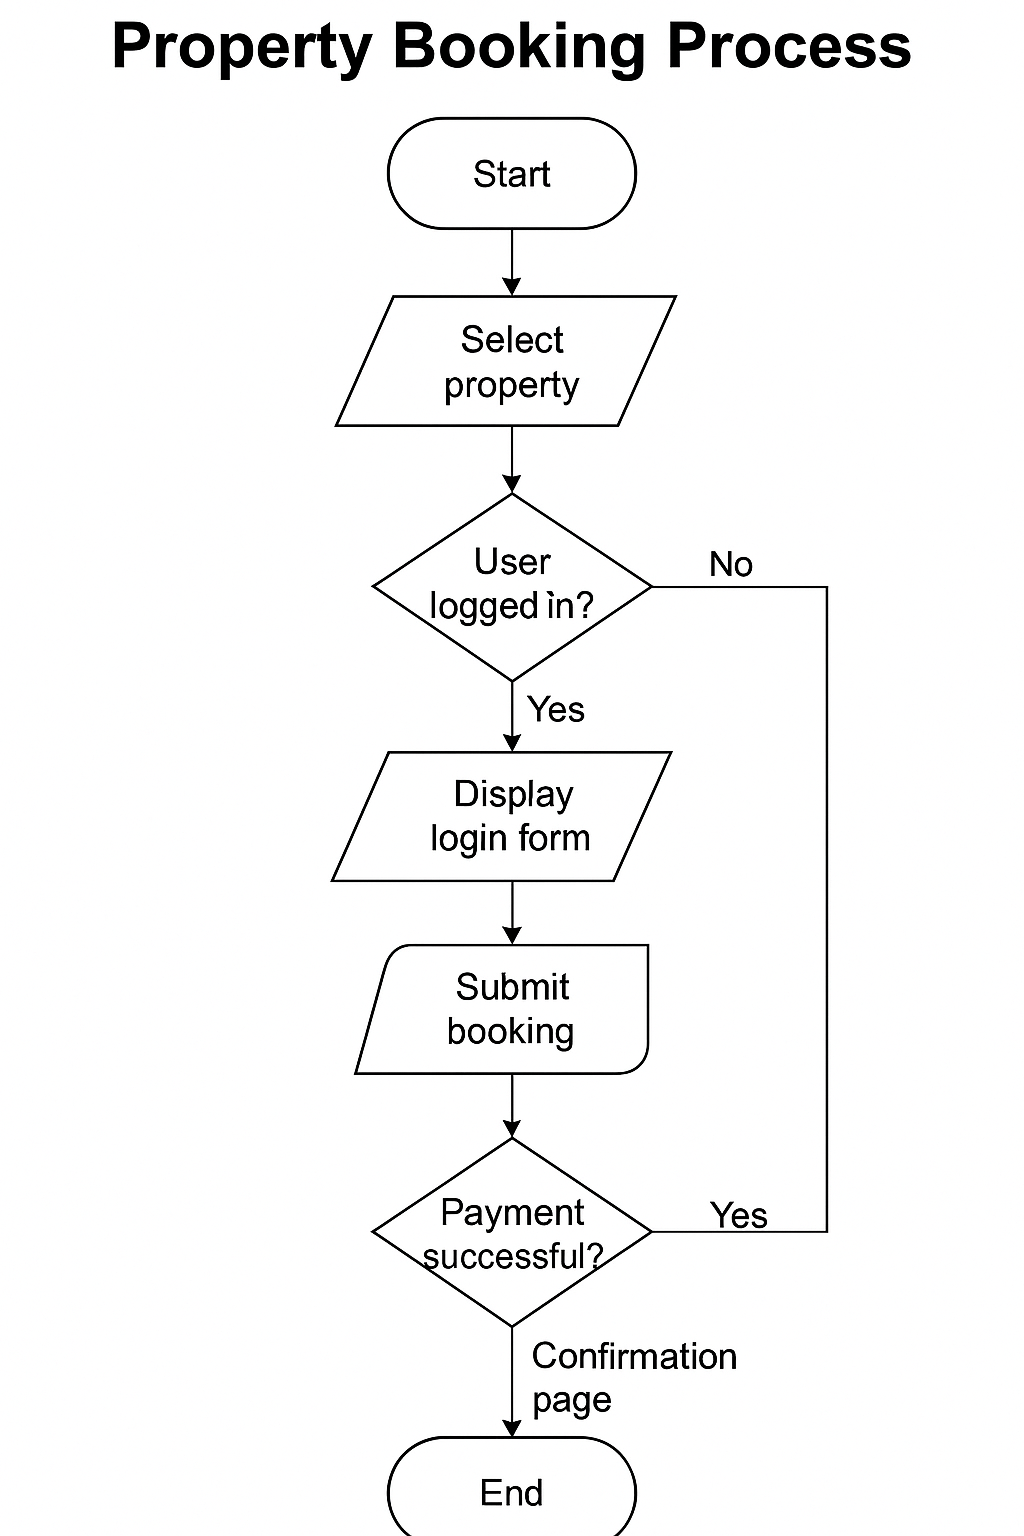 Property Booking Process
Start
Select
property
User
logged in?
No
Yes
Display
login form
Submit
booking
Payment
successful?
Yes
Confirmation
page
End